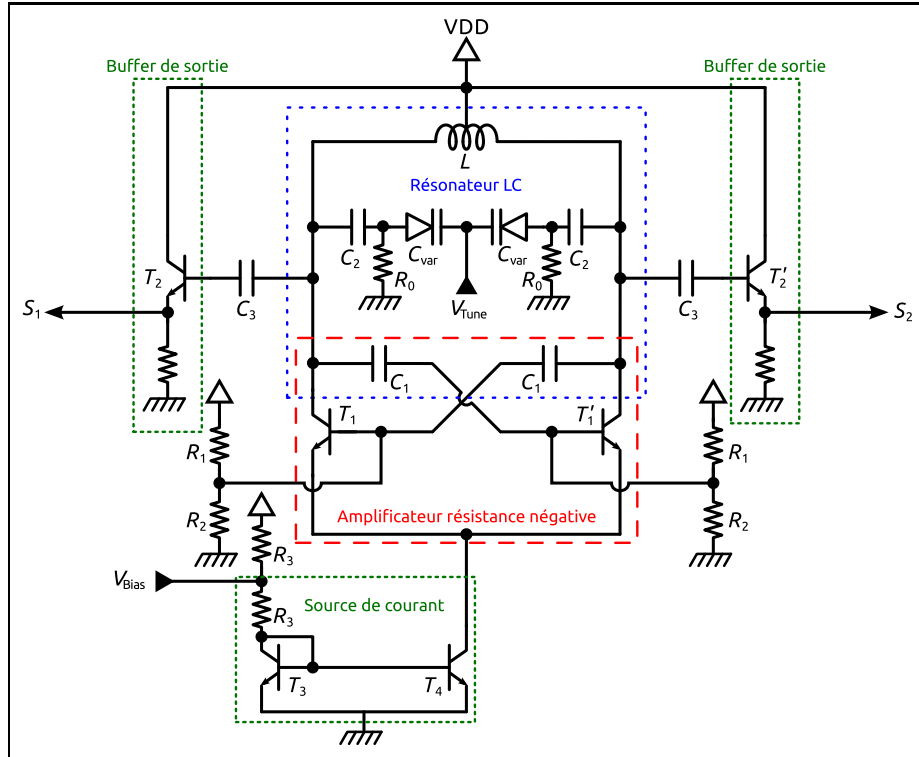 VDD
Buffer de sortie
Buffer de sortie
L
Résonateur LC
C2
Cvar
Cvar
C2
R0
R0
VTune
T2
C3
C3
T2′
S1
S2
C1
C1
T1
T1′
R1
R1
R2
R2
Amplificateur résistance négative
R3
VBias
R3
Source de courant
T3
T4